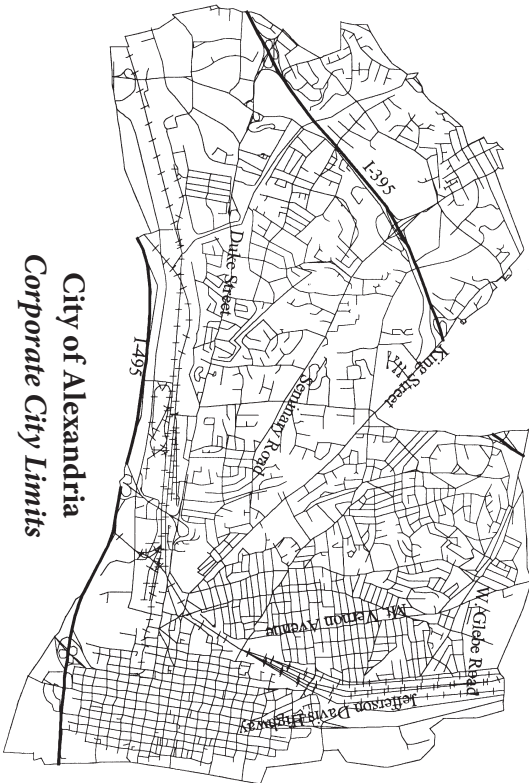 I-395
King Street
Duke Street
Seminary Road
I-495
W. Glebe Road
Mt. Vernon Avenue
Jefferson Davis Highway
City of Alexandria
Corporate City Limits